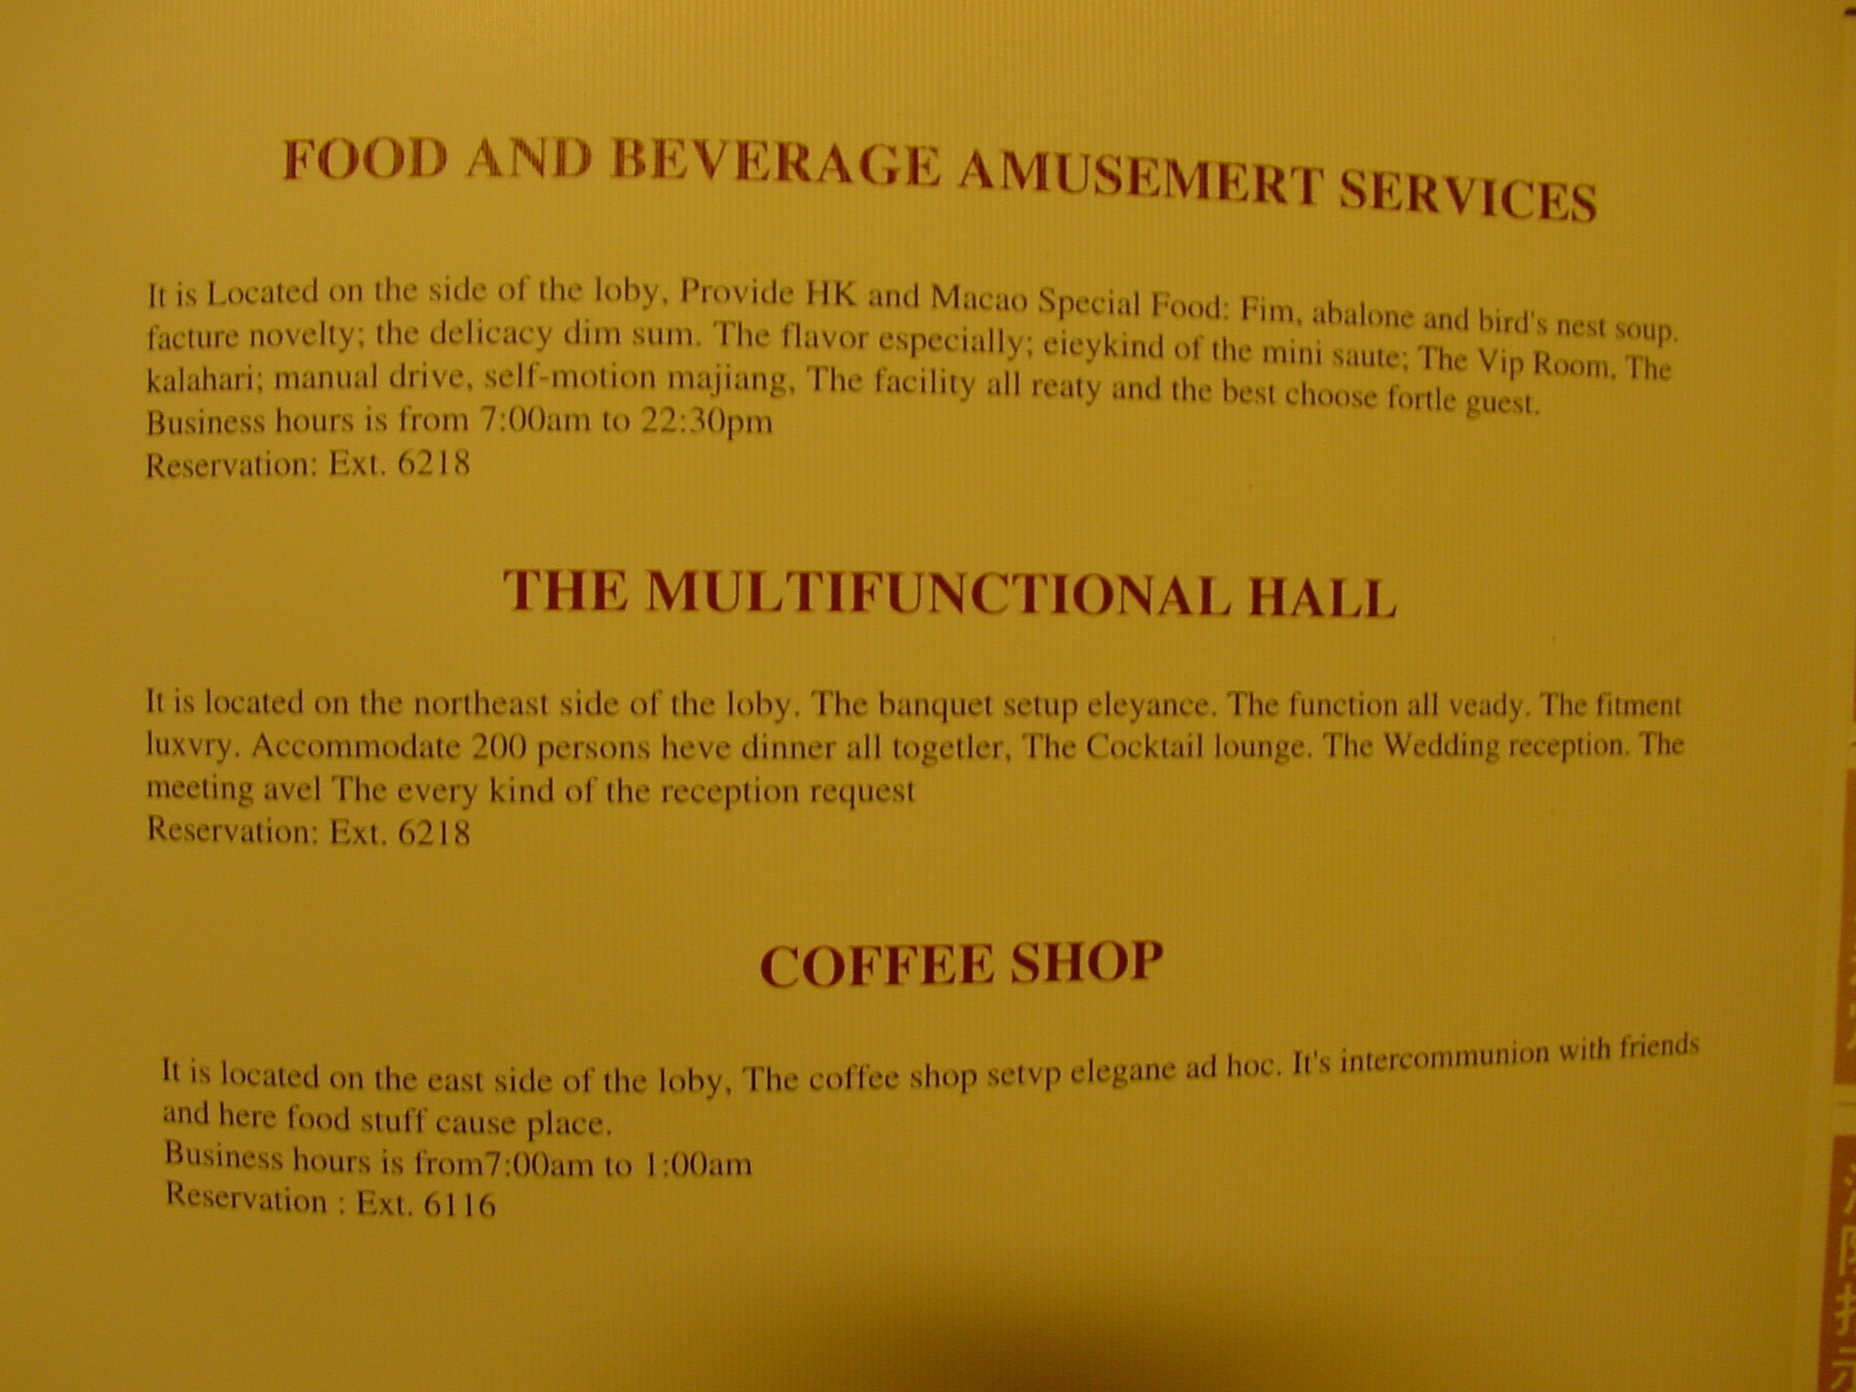 FOOD AND BEVERAGE AMUSEMERT SERVICES
It is Located on the side of the loby, Provide HK and Macao Special Food: Fim, abalone and bird's nest soup.
facture novelty; the delicacy dim sum. The flavor especially; eieykind of the mini saute; The Vip Room, The
kalahari; manual drive, self-motion majiang, The facility all reaty and the best choose fortle guest.
Business hours is from 7:00am to 22:30pm
Reservation: Ext. 6218
THE MULTIFUNCTIONAL HALL
It is located on the northeast side of the loby. The banquet setup eleyance. The function all veady. The fitment
luxvry. Accommodate 200 persons heve dinner all togetler, The Cocktail lounge. The Wedding reception. The
meeting avel The every kind of the reception request
Reservation: Ext. 6218
COFFEE SHOP
It is located on the east side of the loby, The coffee shop setvp elegane ad hoc. It's intercommunion with friends
and here food stuff cause place.
Business hours is from7:00am to 1:00am
Reservation : Ext. 6116